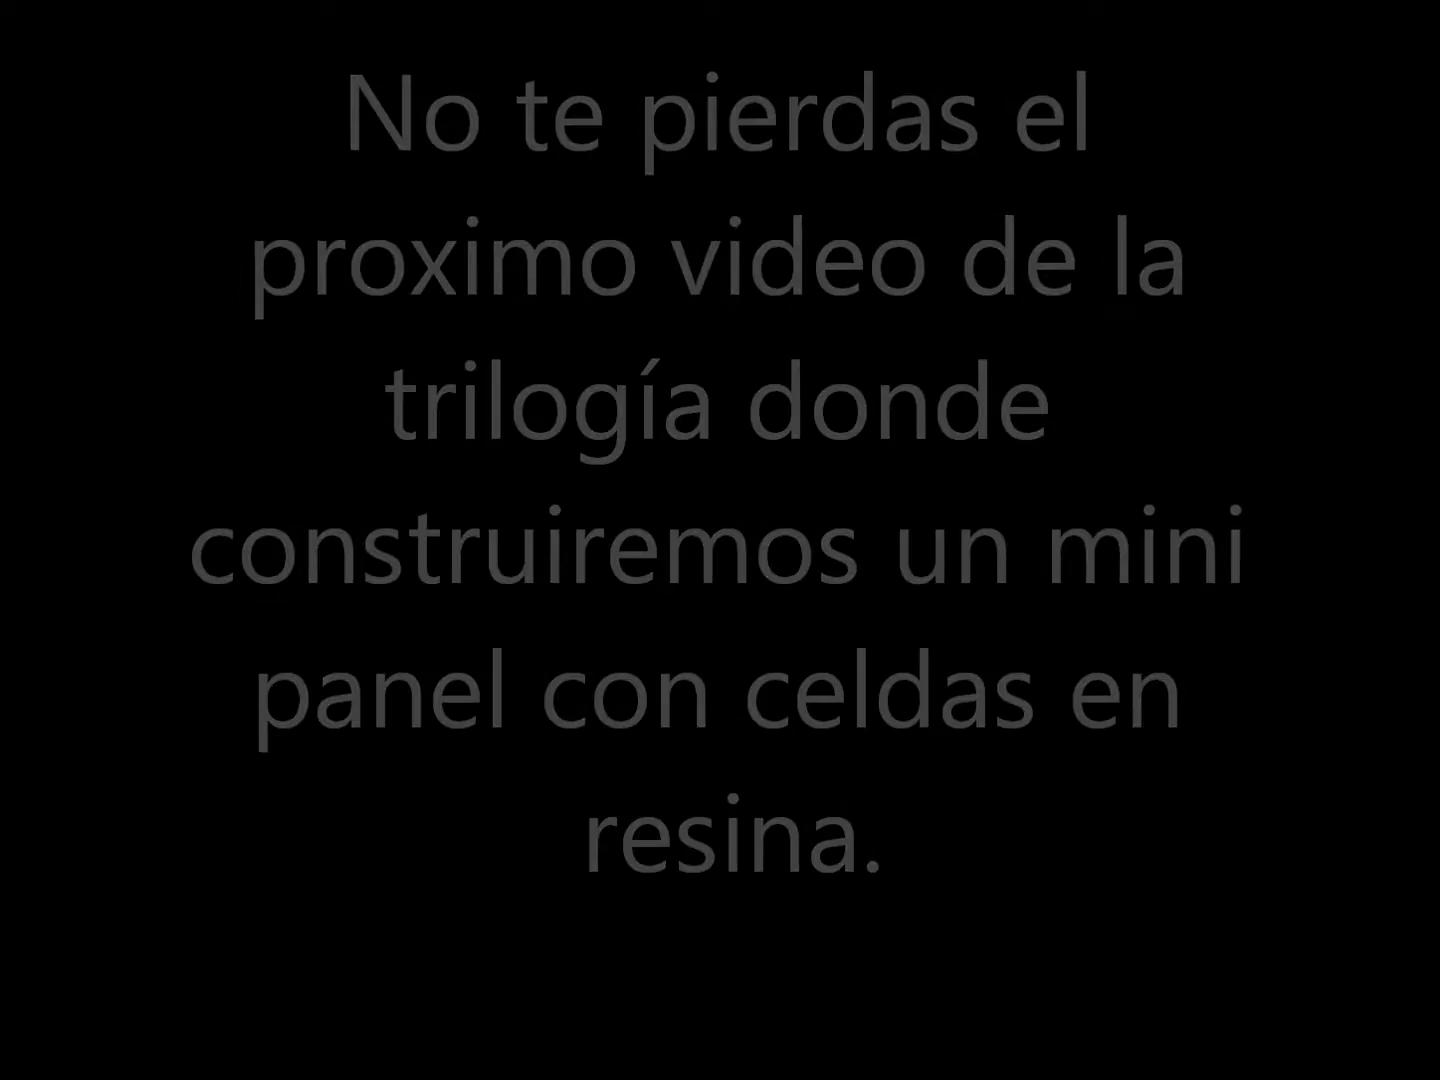 No te pierdas el
proximo video de la
trilogía donde
construiremos un mini
panel con celdas en
resina.